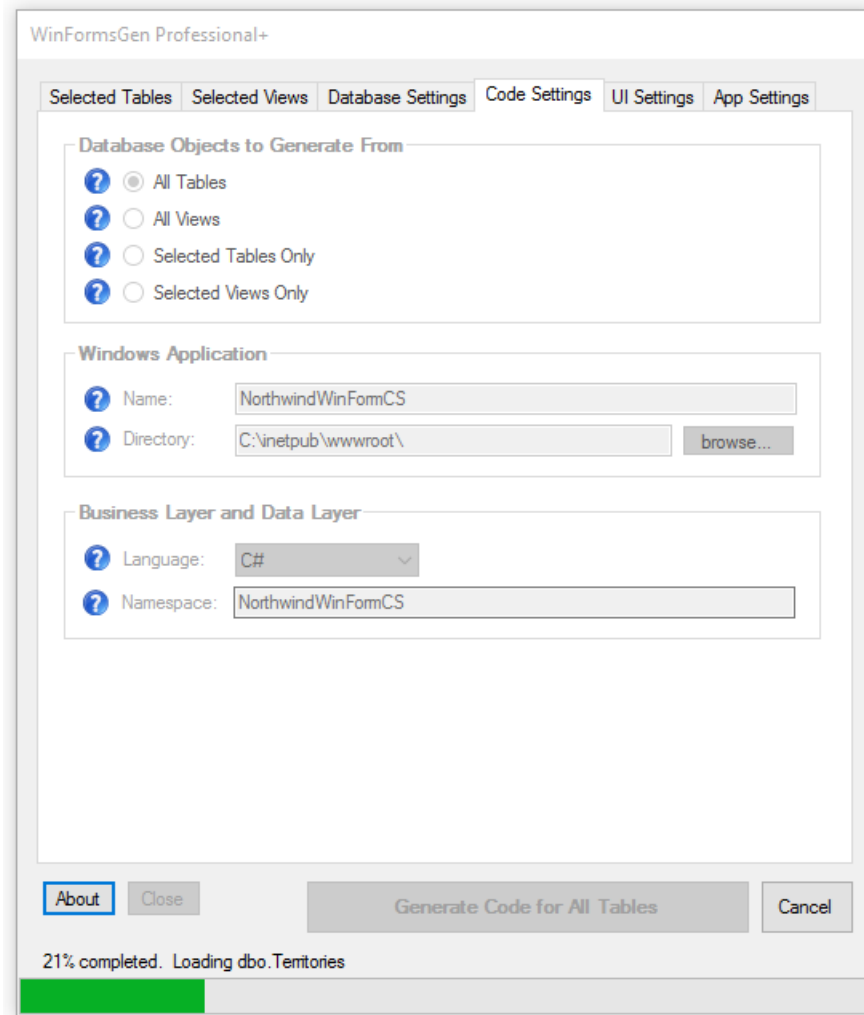 WinFormsGen Professional+
Selected Tables Selected Views Database Settings Code Settings UI Settings App Settings
Database Objects to Generate From
? All Tables
? All Views
? Selected Tables Only
? Selected Views Only
Windows Application
? Name: NorthwindWinFormCS
? Directory: C:\inetpub\wwwroot\ browse...
Business Layer and Data Layer
? Language: C#
? Namespace: NorthwindWinFormCS
About Close Generate Code for All Tables Cancel
21% completed. Loading dbo.Territories